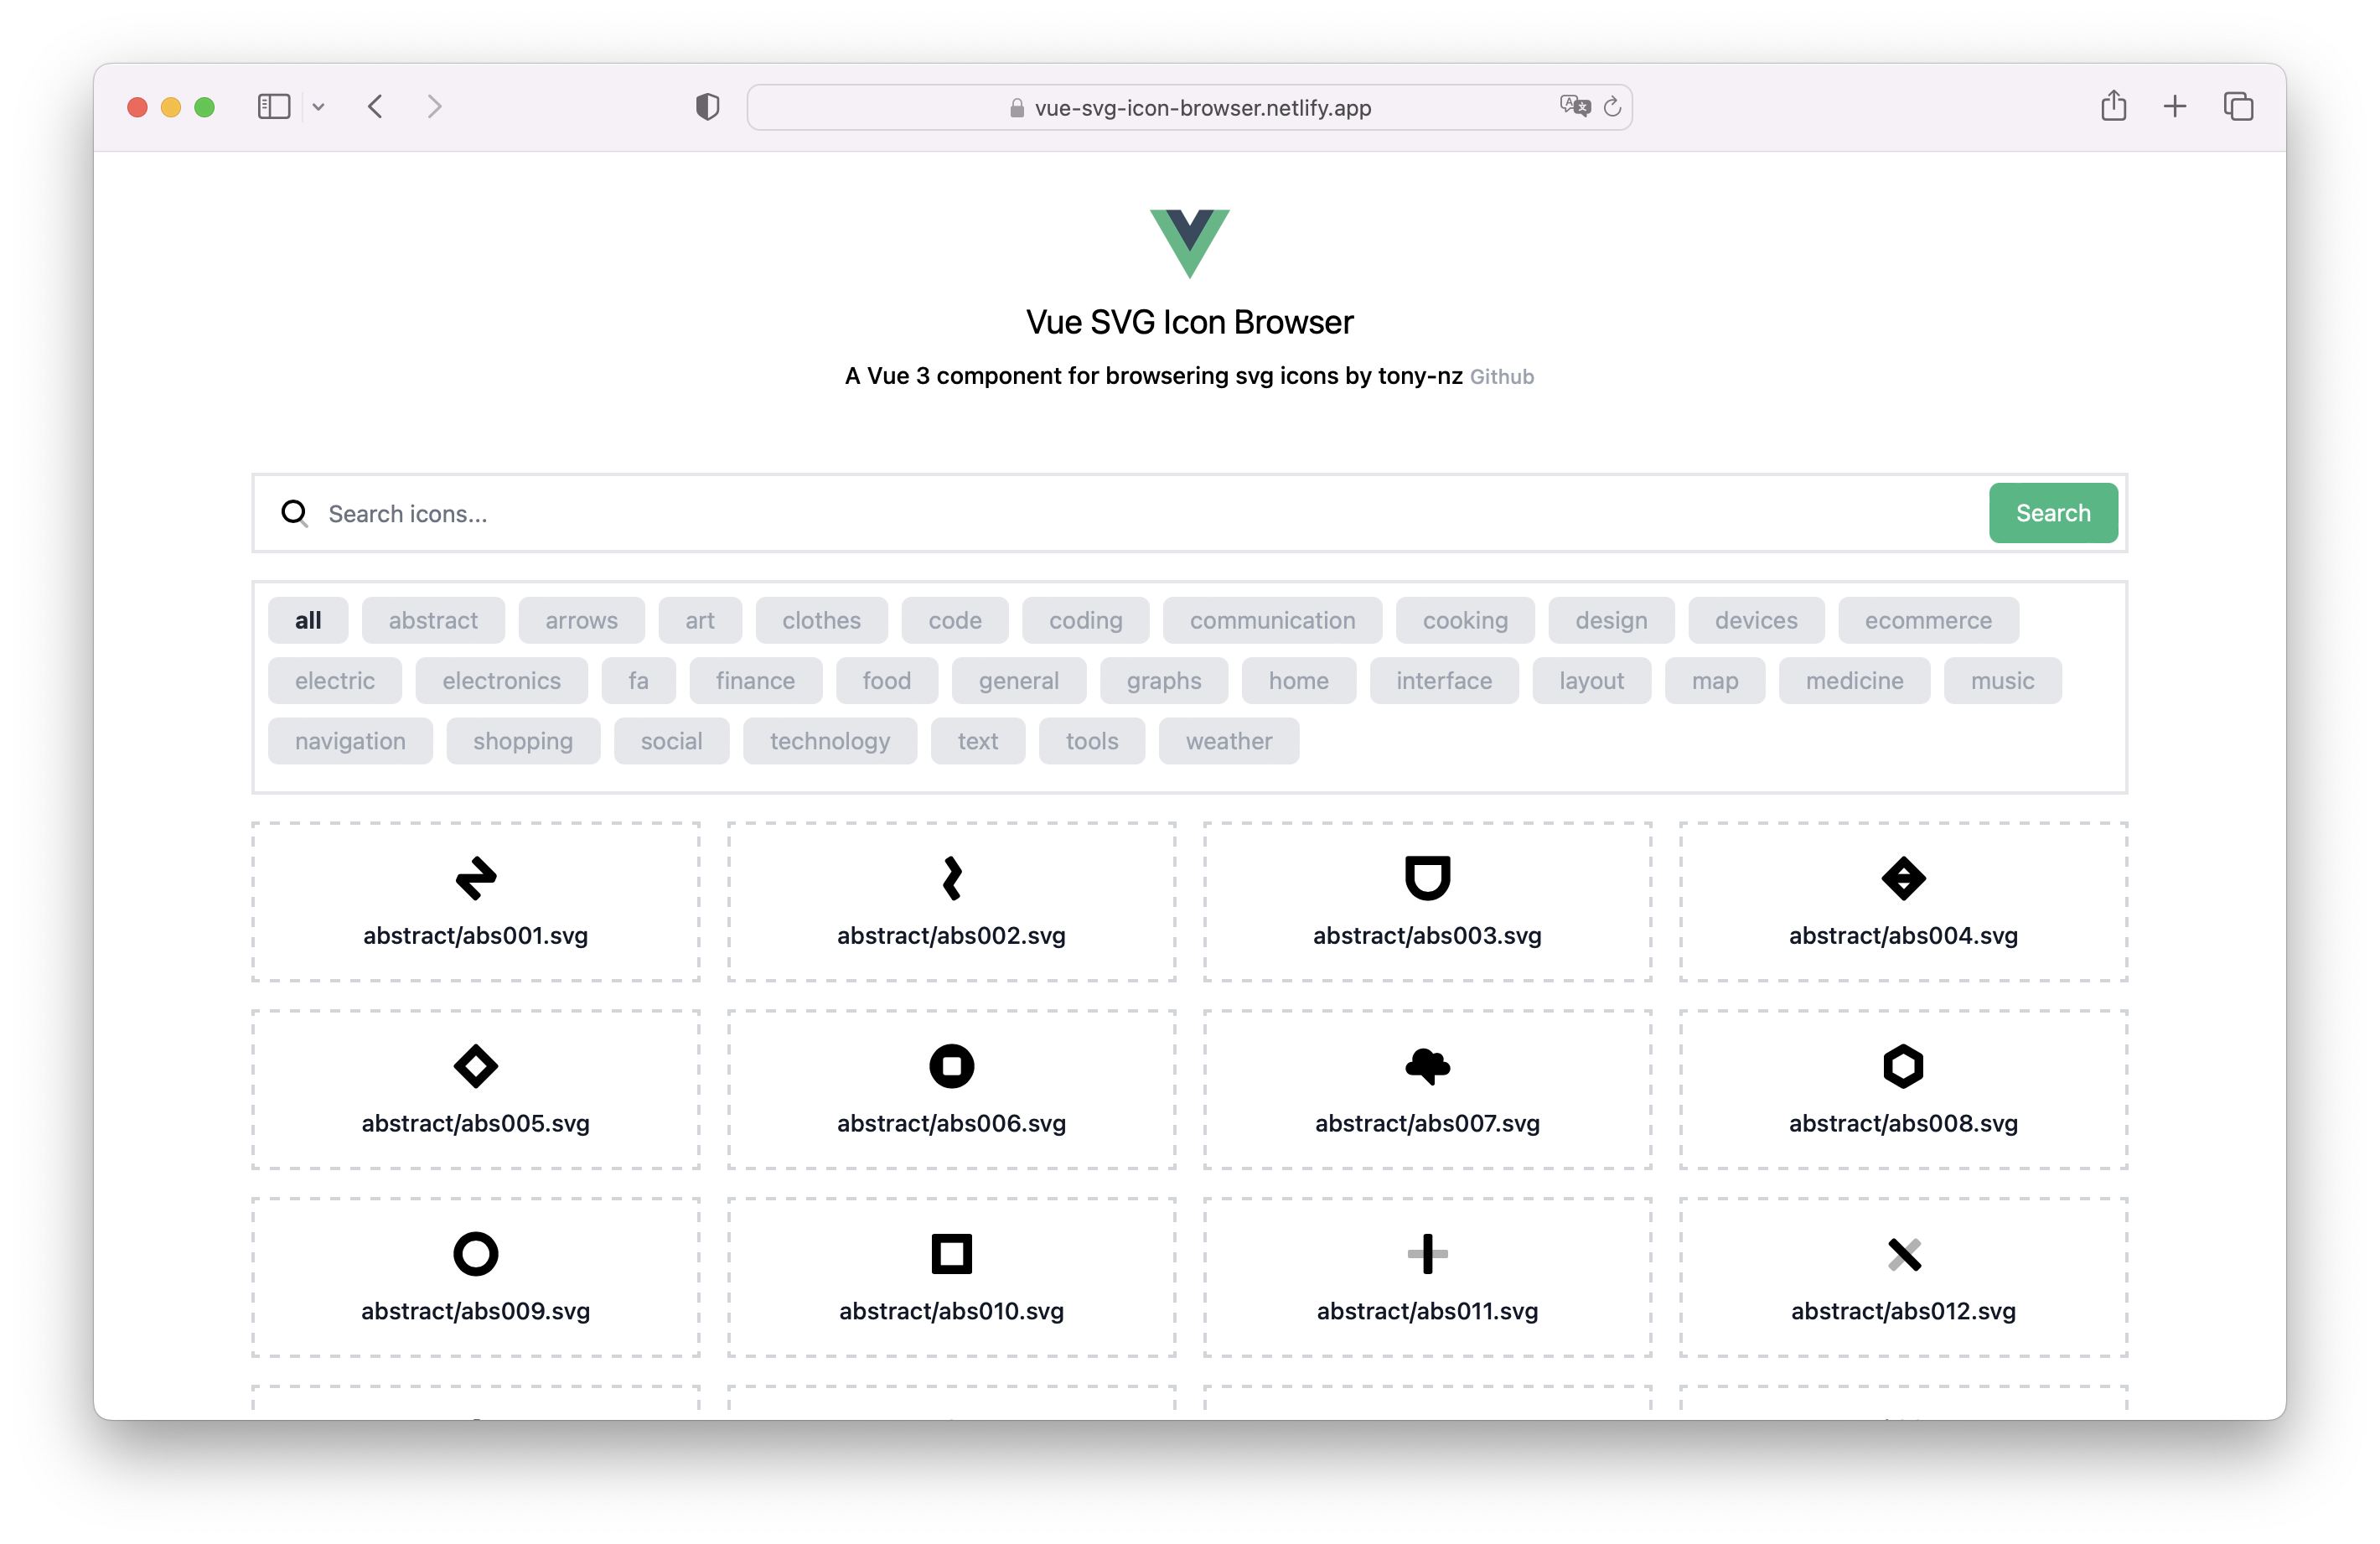 vue-svg-icon-browser.netlify.app
Vue SVG Icon Browser
A Vue 3 component for browsering svg icons by tony-nz Github
Search icons...
Search
all abstract arrows art clothes code coding communication cooking design devices ecommerce
electric electronics fa finance food general graphs home interface layout map medicine music
navigation shopping social technology text tools weather
abstract/abs001.svg abstract/abs002.svg abstract/abs003.svg abstract/abs004.svg
abstract/abs005.svg abstract/abs006.svg abstract/abs007.svg abstract/abs008.svg
abstract/abs009.svg abstract/abs010.svg abstract/abs011.svg abstract/abs012.svg